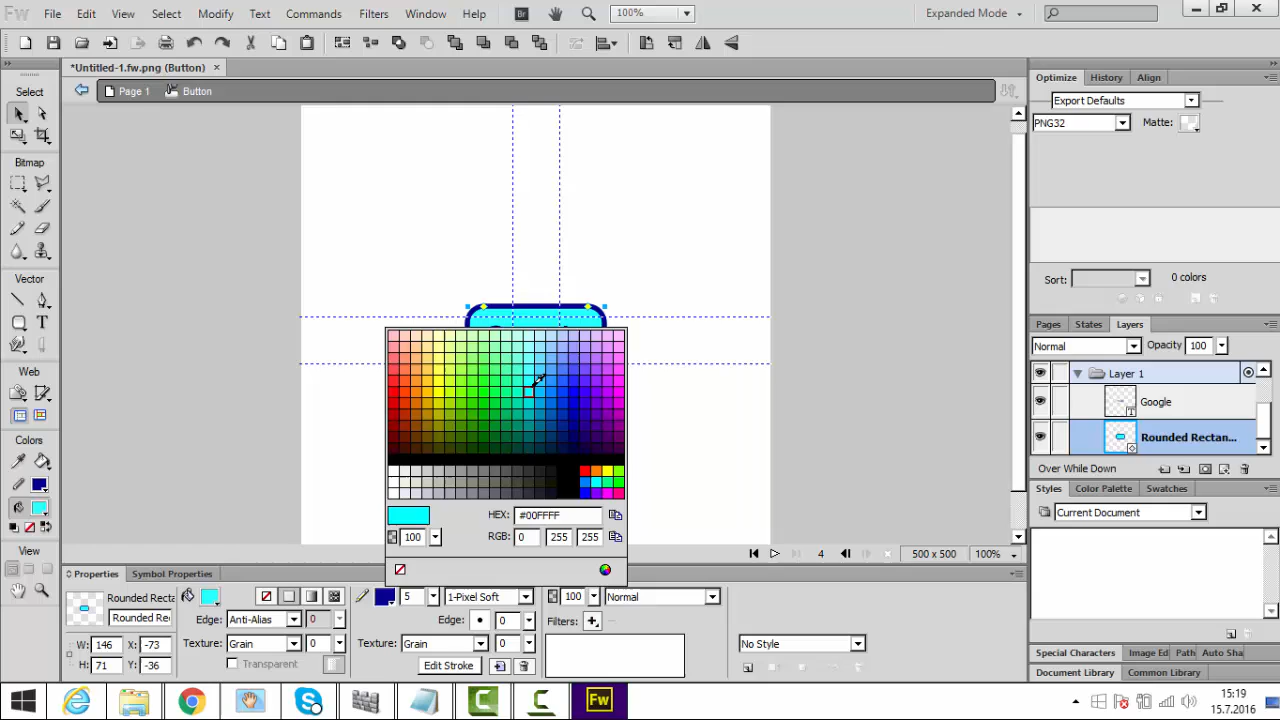 Fw File Edit View Select Modify Text Commands Filters Window Help Br 100% Expanded Mode
*Untitled-1.fw.png (Button) ×
Page 1 Button
Select
Bitmap
Vector
Web
Colors
View
Optimize History Align
Export Defaults
PNG32 Matte:
Sort: 0 colors
Pages States Layers
Normal Opacity 100
Layer 1
Google
Rounded Rectan...
Over While Down
Styles Color Palette Swatches
Current Document
HEX: #00FFFF
100 RGB: 0 255 255
4 500 x 500 100%
Properties Symbol Properties
Rounded Recta
Rounded Rec
W: 146 X: -73
H: 71 Y: -36
Edge: Anti-Alias 0
Texture: Grain 0
Transparent
5 1-Pixel Soft
Edge: 0
Texture: Grain 0
Edit Stroke
100 Normal
Filters:
No Style
Special Characters Image Ed Path Auto Sha
Document Library Common Library
Fw
15:19
15.7.2016